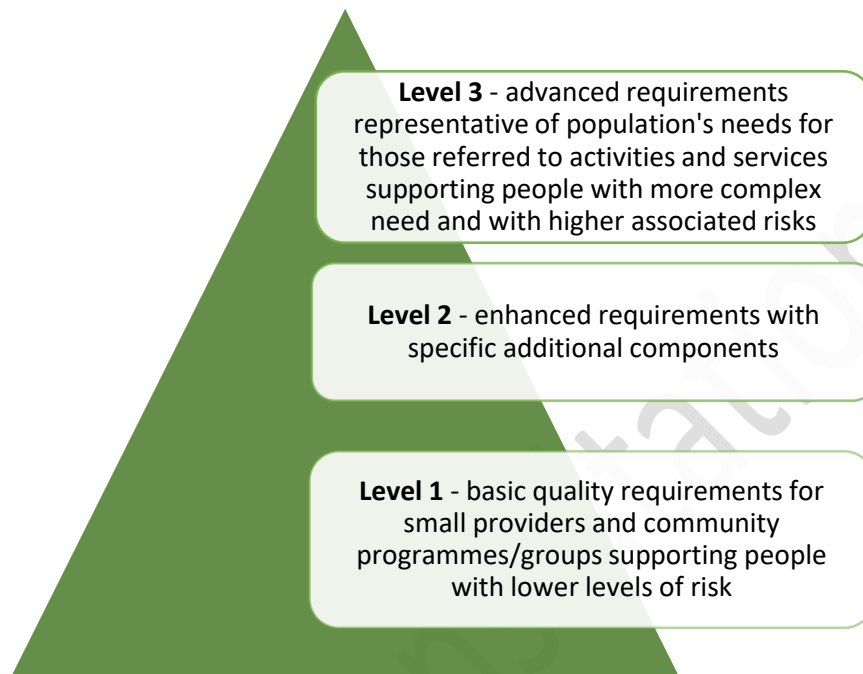 Level 3 - advanced requirements
representative of population's needs for
those referred to activities and services
supporting people with more complex
need and with higher associated risks
Level 2 - enhanced requirements with
specific additional components
Level 1 - basic quality requirements for
small providers and community
programmes/groups supporting people
with lower levels of risk